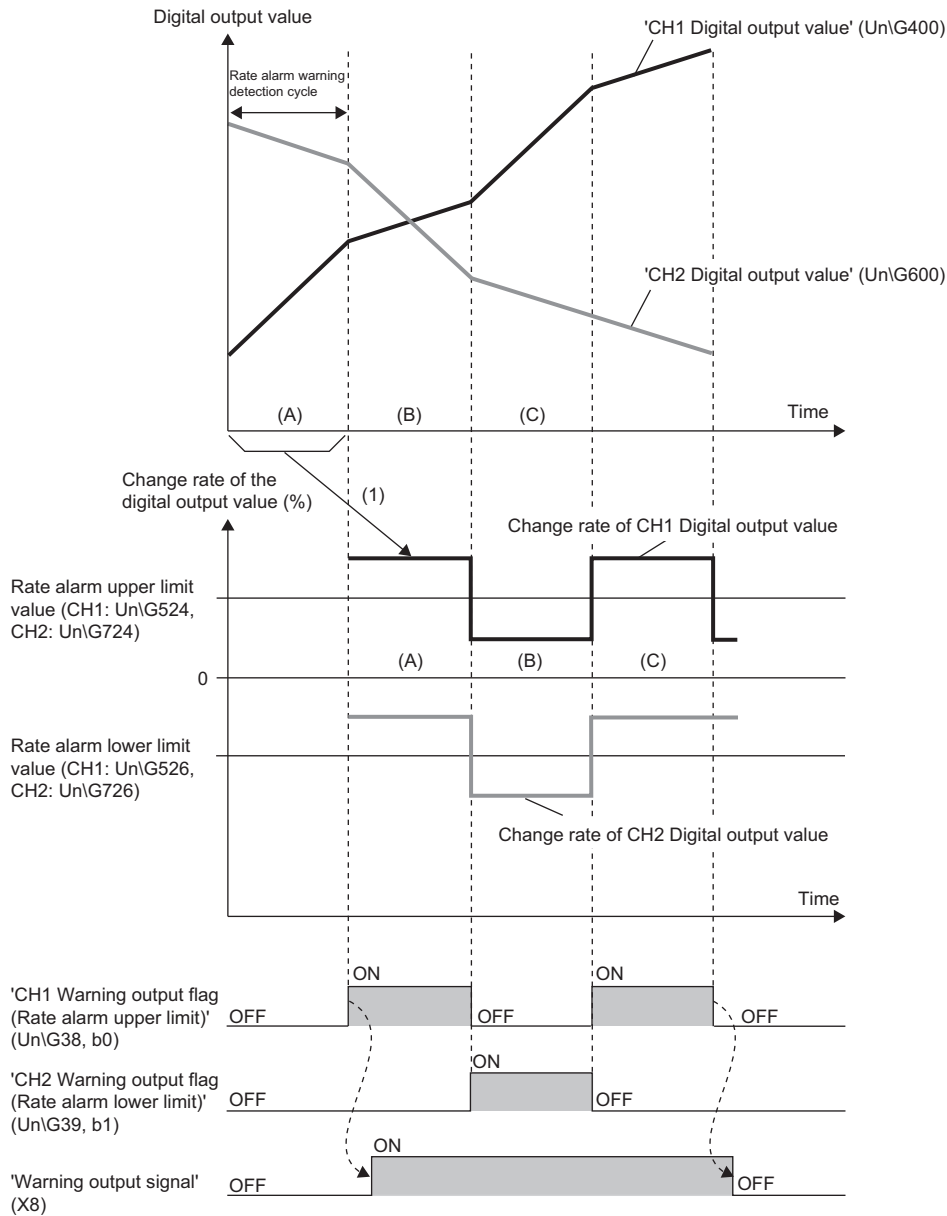 Digital output value
'CH1 Digital output value' (Un\G400)
Rate alarm warning
detection cycle
'CH2 Digital output value' (Un\G600)
(A)
(B)
(C)
Time
Change rate of the
digital output value (%)
(1)
Change rate of CH1 Digital output value
Rate alarm upper limit
value (CH1: Un\G524,
CH2: Un\G724)
(A)
(B)
(C)
0
Rate alarm lower limit
value (CH1: Un\G526,
CH2: Un\G726)
Change rate of CH2 Digital output value
Time
ON
ON
'CH1 Warning output flag
(Rate alarm upper limit)'
(Un\G38, b0)
OFF
OFF
OFF
ON
'CH2 Warning output flag
(Rate alarm lower limit)'
(Un\G39, b1)
OFF
OFF
ON
'Warning output signal'
(X8)
OFF
OFF